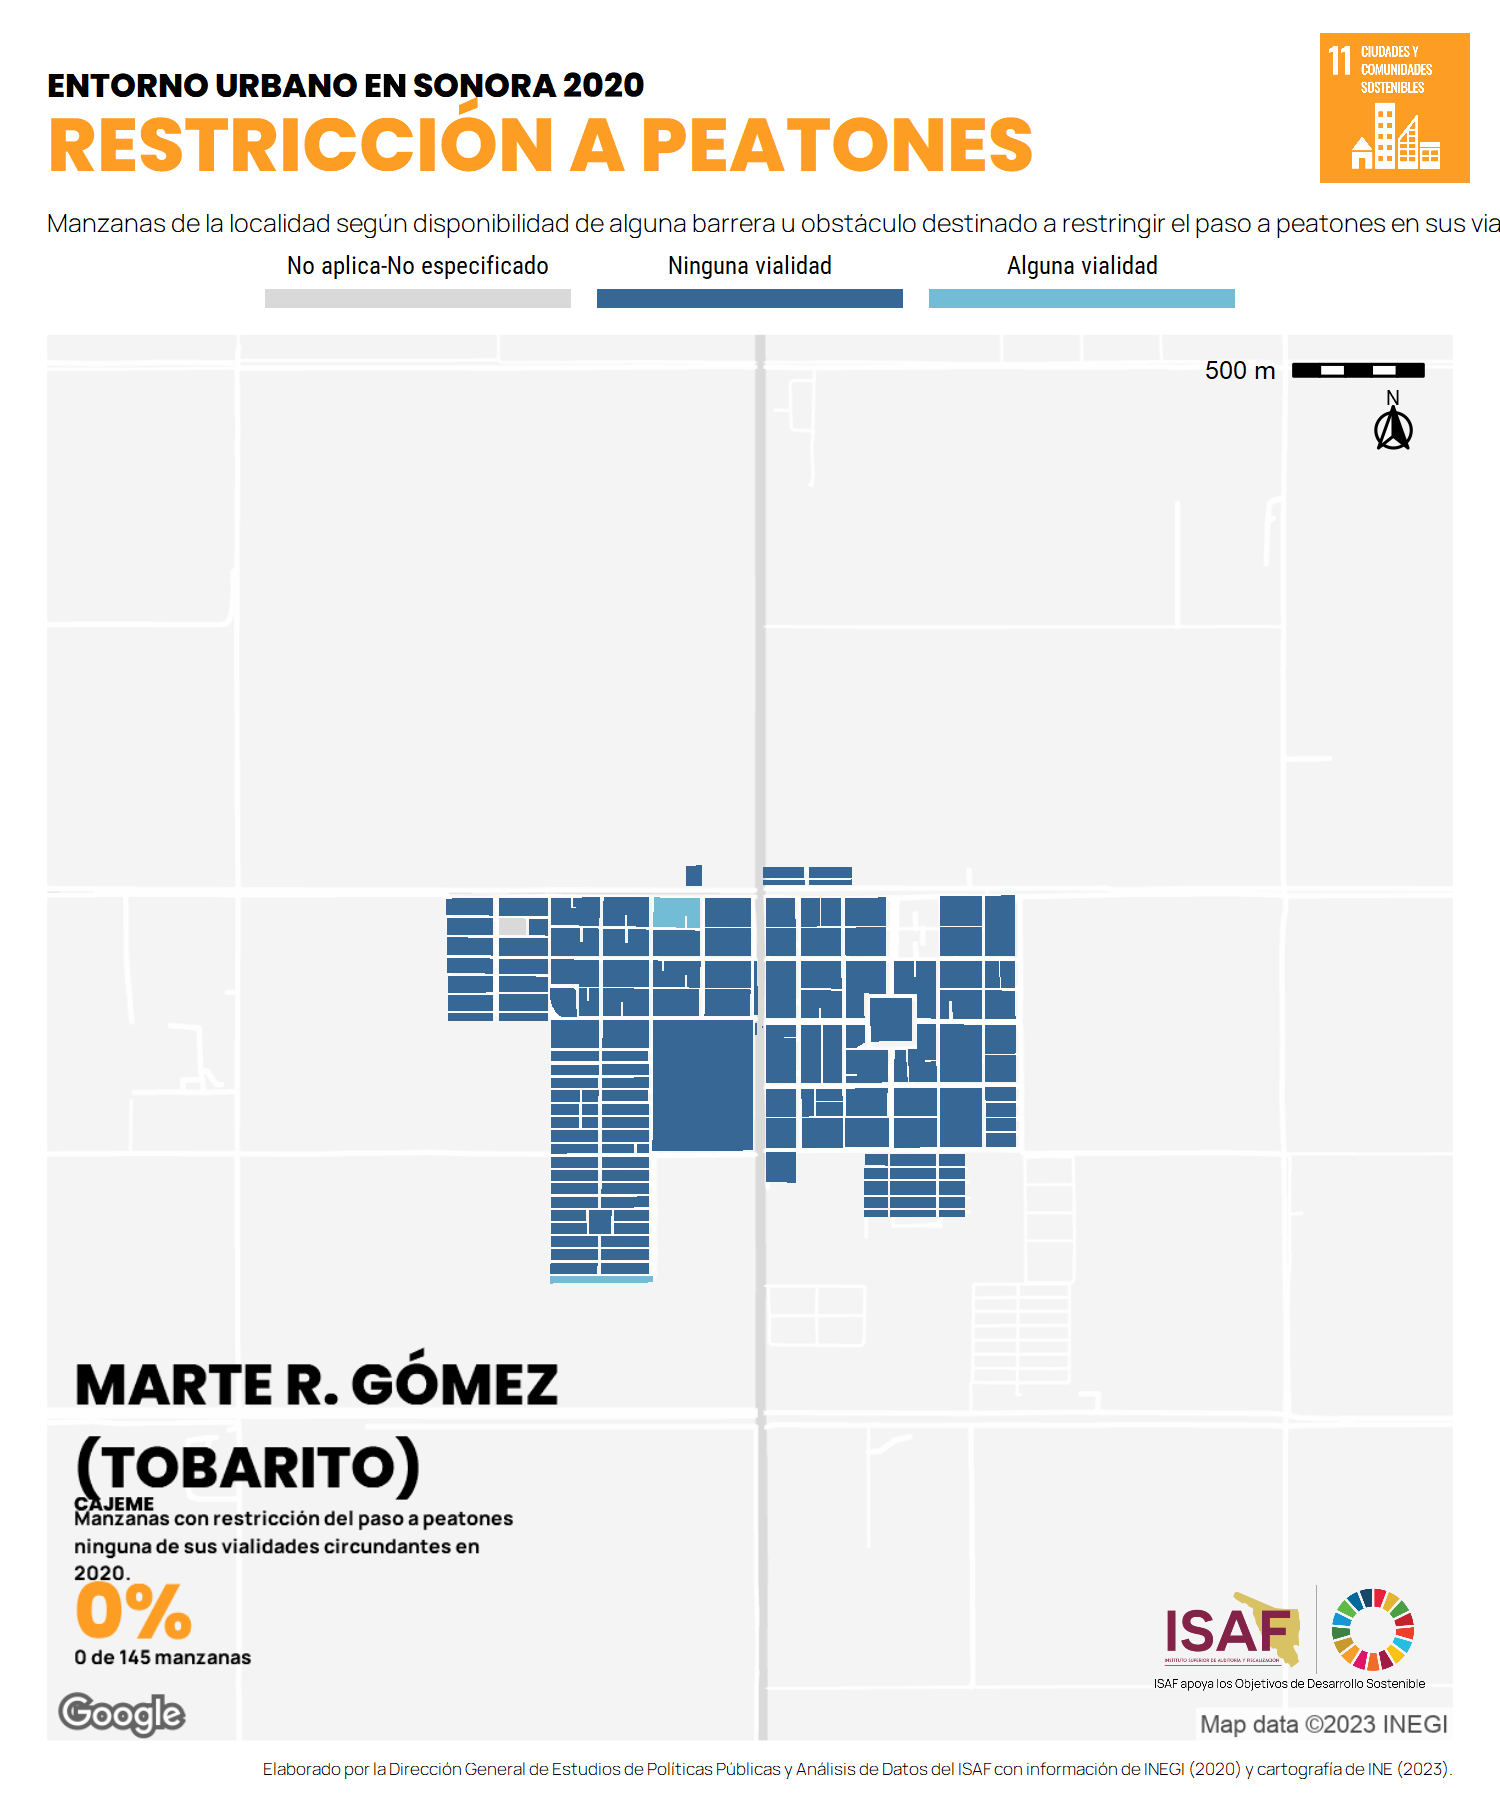 ENTORNO URBANO EN SONORA 2020
RESTRICCIÓN A PEATONES
11 CIUDADES Y
COMUNIDADES
SOSTENIBLES
Manzanas de la localidad según disponibilidad de alguna barrera u obstáculo destinado a restringir el paso a peatones en sus via
No aplica-No especificado
Ninguna vialidad
Alguna vialidad
500 m
N
MARTE R. GÓMEZ
(TOBARITO)
CAJEME
Manzanas con restricción del paso a peatones
ninguna de sus vialidades circundantes en
2020.
0%
0 de 145 manzanas
ISAF
INSTITUTO SUPERIOR DE AUDITORÍA Y FISCALIZACIÓN
ISAF apoya los Objetivos de Desarrollo Sostenible
Google
Map data ©2023 INEGI
Elaborado por la Dirección General de Estudios de Políticas Públicas y Análisis de Datos del ISAF con información de INEGI (2020) y cartografía de INE (2023).